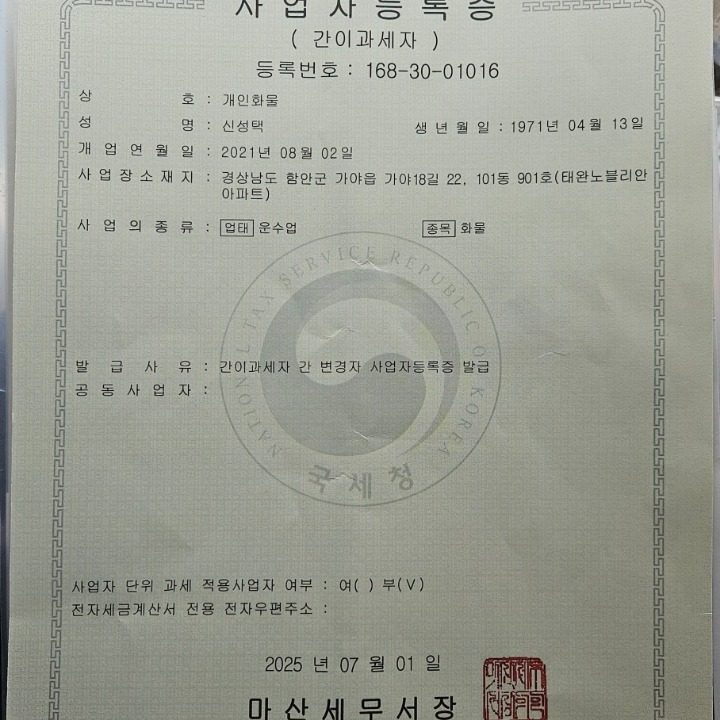 사업자등록증
( 간이과세자 )
등록번호 : 168-30-01016
상 호 : 개인화물
성 명 : 신성택 생년월일 : 1971년 04월 13일
개업연월일 : 2021년 08월 02일
사업장소재지 : 경상남도 함안군 가야읍 가야18길 22, 101동 901호(태완노블리안
아파트)
사업의종류 : 업태 운수업 종목 화물
NATIONAL TAX SERVICE REPUBLIC OF KOREA
발급사유 : 간이과세자 간 변경자 사업자등록증 발급
공동사업자 :
국세청
사업자 단위 과세 적용사업자 여부 : 여( ) 부(V)
전자세금계산서 전용 전자우편주소 :
2025 년 07 월 01 일
마산세무서장